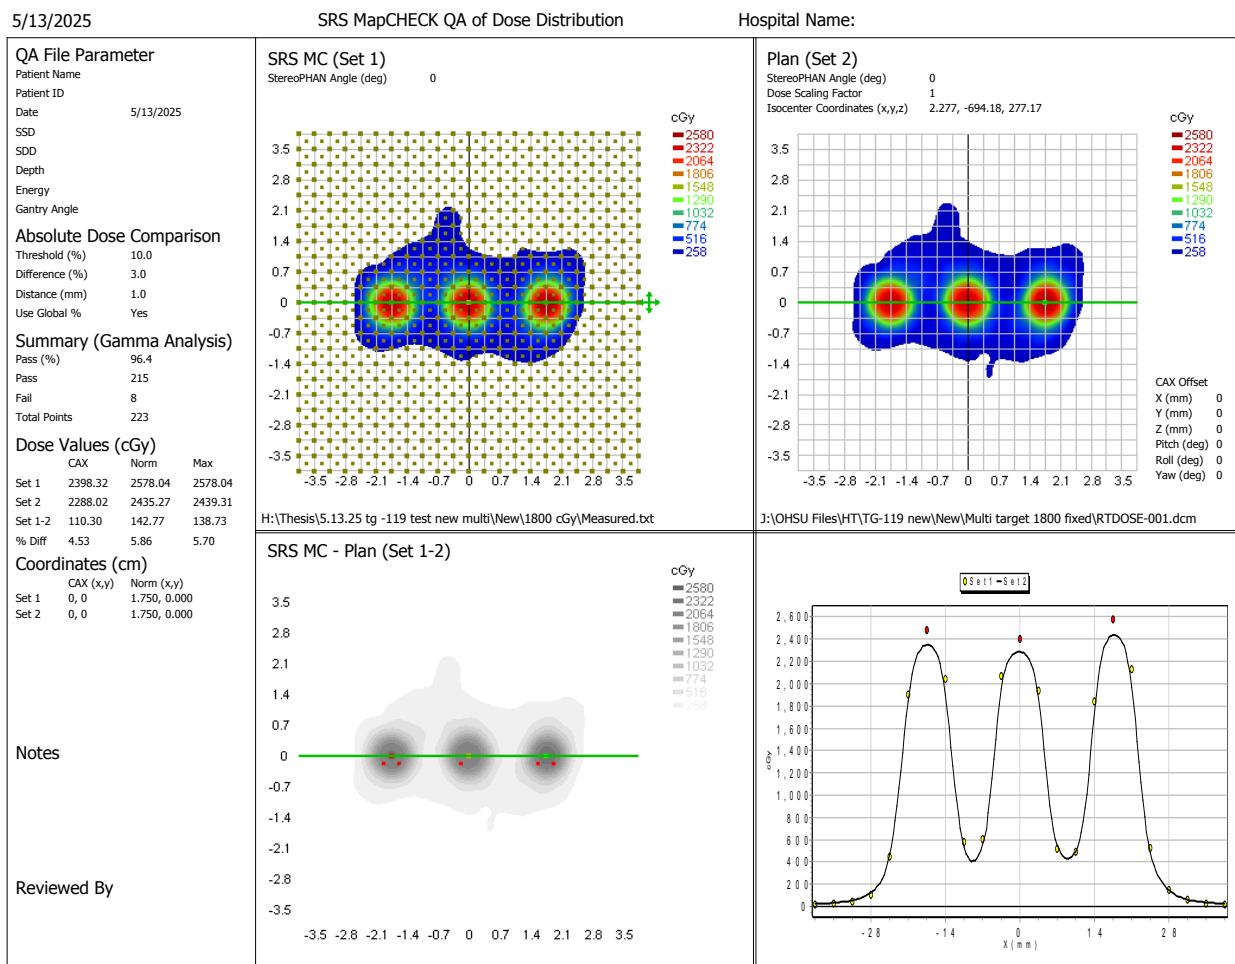 5/13/2025 SRS MapCHECK QA of Dose Distribution Hospital Name:
QA File Parameter
Patient Name
Patient ID
Date 5/13/2025
SSD
SDD
Depth
Energy
Gantry Angle
Absolute Dose Comparison
Threshold (%) 10.0
Difference (%) 3.0
Distance (mm) 1.0
Use Global % Yes
Summary (Gamma Analysis)
Pass (%) 96.4
Pass 215
Fail 8
Total Points 223
Dose Values (cGy)
CAX Norm Max
Set 1 2398.32 2578.04 2578.04
Set 2 2288.02 2435.27 2439.31
Set 1-2 110.30 142.77 138.73
% Diff 4.53 5.86 5.70
Coordinates (cm)
CAX (x,y) Norm (x,y)
Set 1 0, 0 1.750, 0.000
Set 2 0, 0 1.750, 0.000
Notes
Reviewed By
SRS MC (Set 1)
StereoPHAN Angle (deg) 0
cGy
2580
2322
2064
1806
1548
1290
1032
774
516
258
3.5
2.8
2.1
1.4
0.7
0
-0.7
-1.4
-2.1
-2.8
-3.5
-3.5 -2.8 -2.1 -1.4 -0.7 0 0.7 1.4 2.1 2.8 3.5
H:\Thesis\5.13.25 tg -119 test new multi\New\1800 cGy\Measured.txt
Plan (Set 2)
StereoPHAN Angle (deg) 0
Dose Scaling Factor 1
Isocenter Coordinates (x,y,z) 2.277, -694.18, 277.17
cGy
2580
2322
2064
1806
1548
1290
1032
774
516
258
3.5
2.8
2.1
1.4
0.7
0
-0.7
-1.4
-2.1
-2.8
-3.5
-3.5 -2.8 -2.1 -1.4 -0.7 0 0.7 1.4 2.1 2.8 3.5
CAX Offset
X (mm) 0
Y (mm) 0
Z (mm) 0
Pitch (deg) 0
Roll (deg) 0
Yaw (deg) 0
J:\OHSU Files\HT\TG-119 new\New\Multi target 1800 fixed\RTDOSE-001.dcm
SRS MC - Plan (Set 1-2)
cGy
2580
2322
2064
1806
1548
1290
1032
774
516
258
3.5
2.8
2.1
1.4
0.7
0
-0.7
-1.4
-2.1
-2.8
-3.5
-3.5 -2.8 -2.1 -1.4 -0.7 0 0.7 1.4 2.1 2.8 3.5
Set1 Set2
2,600
2,400
2,200
2,000
1,800
1,600
1,400
1,200
1,000
800
600
400
200
0
cGy
-28 -14 0 14 28
X(mm)